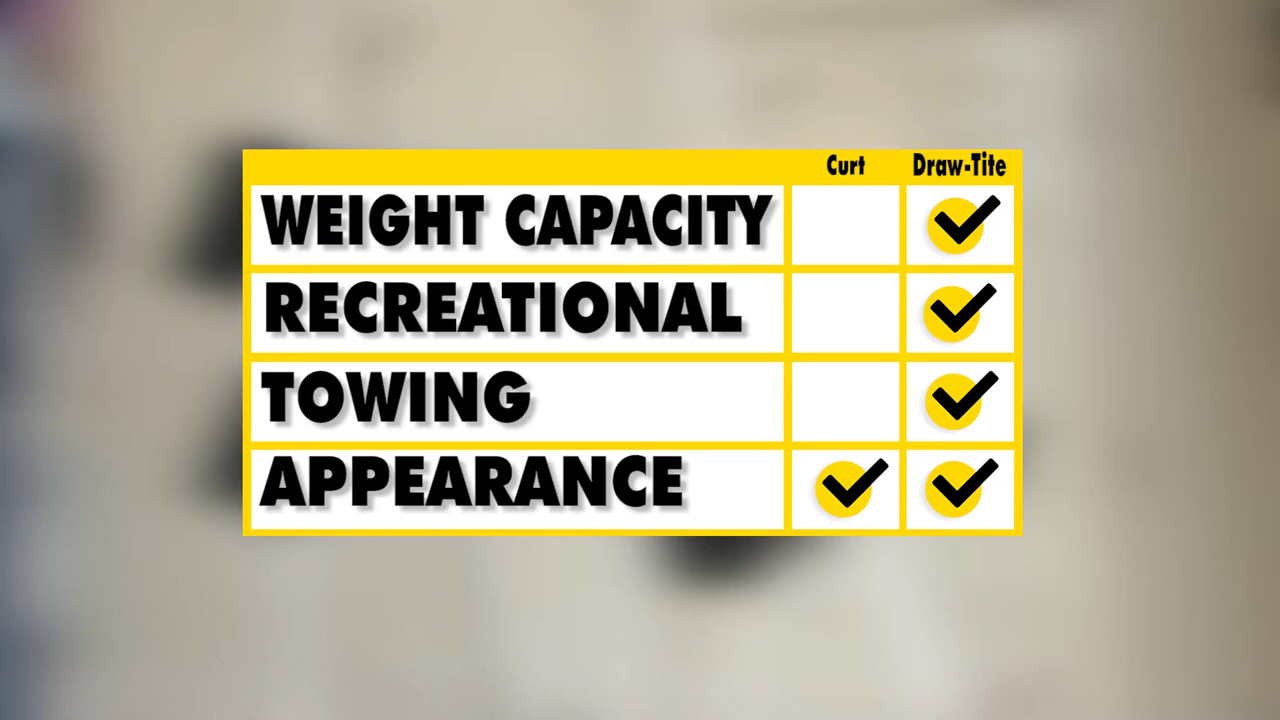 Curt Draw-Tite
WEIGHT CAPACITY
RECREATIONAL
TOWING
APPEARANCE